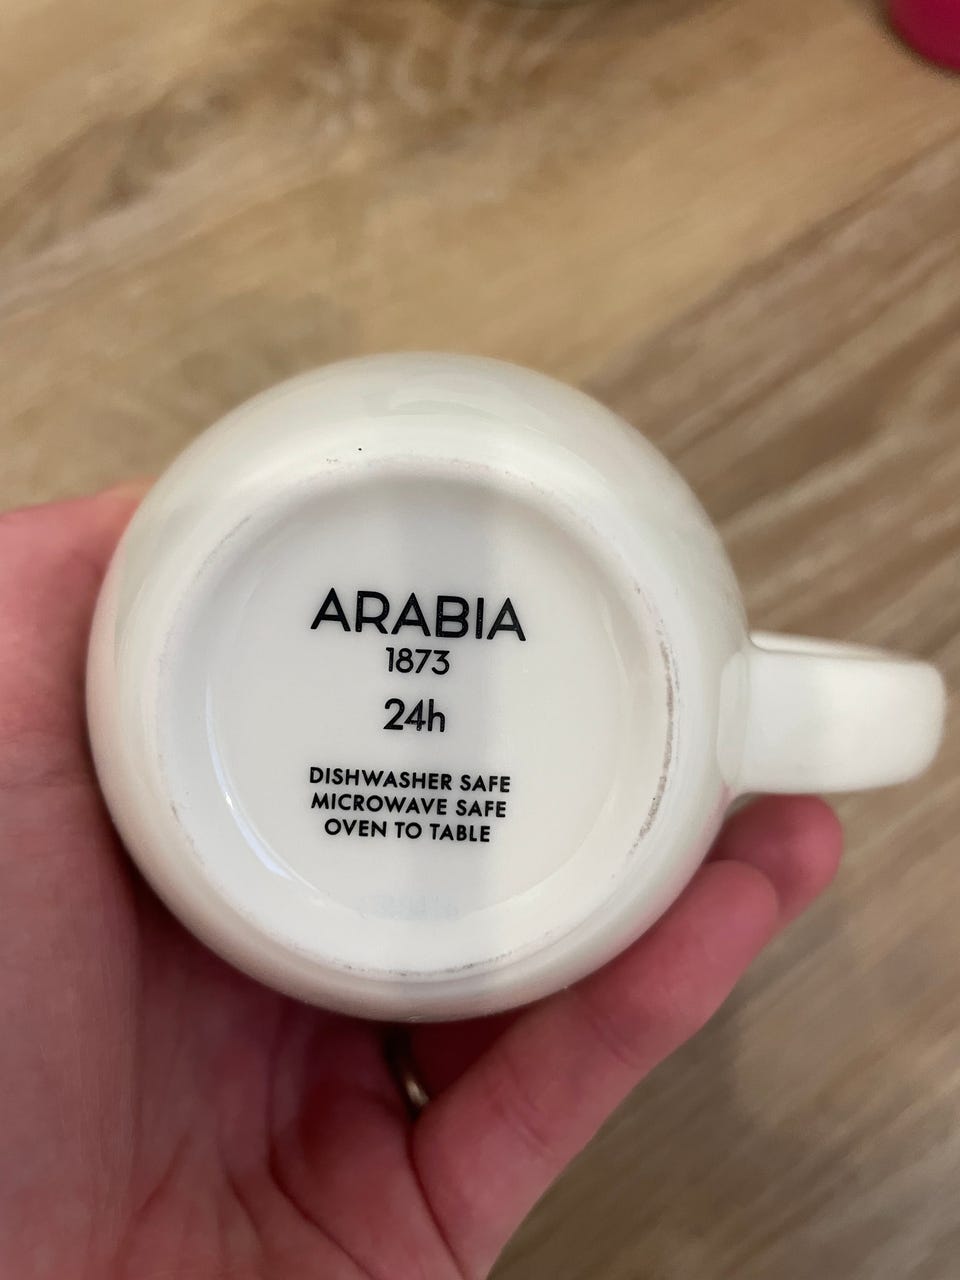 ARABIA
1873
24h
DISHWASHER SAFE
MICROWAVE SAFE
OVEN TO TABLE